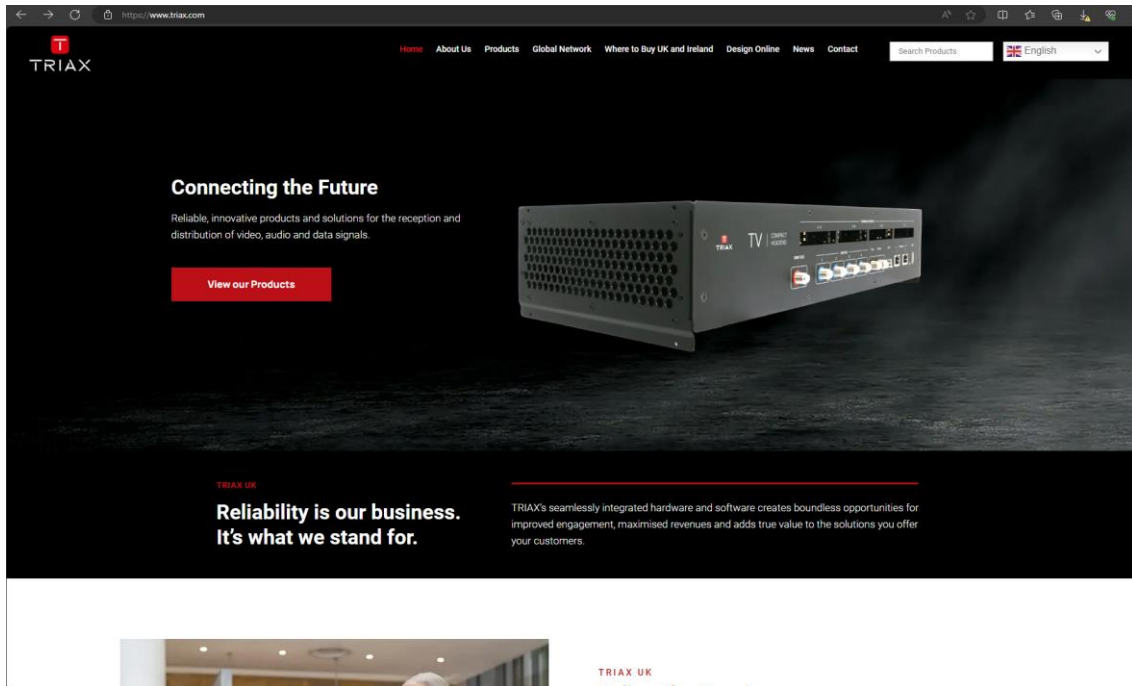 https://www.triax.com
T
TRIAX
Home About Us Products Global Network Where to Buy UK and Ireland Design Online News Contact
Search Products
English
Connecting the Future
Reliable, innovative products and solutions for the reception and
distribution of video, audio and data signals.
View our Products
TRIAX
TV
COMPACT
HEADEND
TRIAX UK
Reliability is our business.
It's what we stand for.
TRIAX's seamlessly integrated hardware and software creates boundless opportunities for
improved engagement, maximised revenues and adds true value to the solutions you offer
your customers.
TRIAX UK